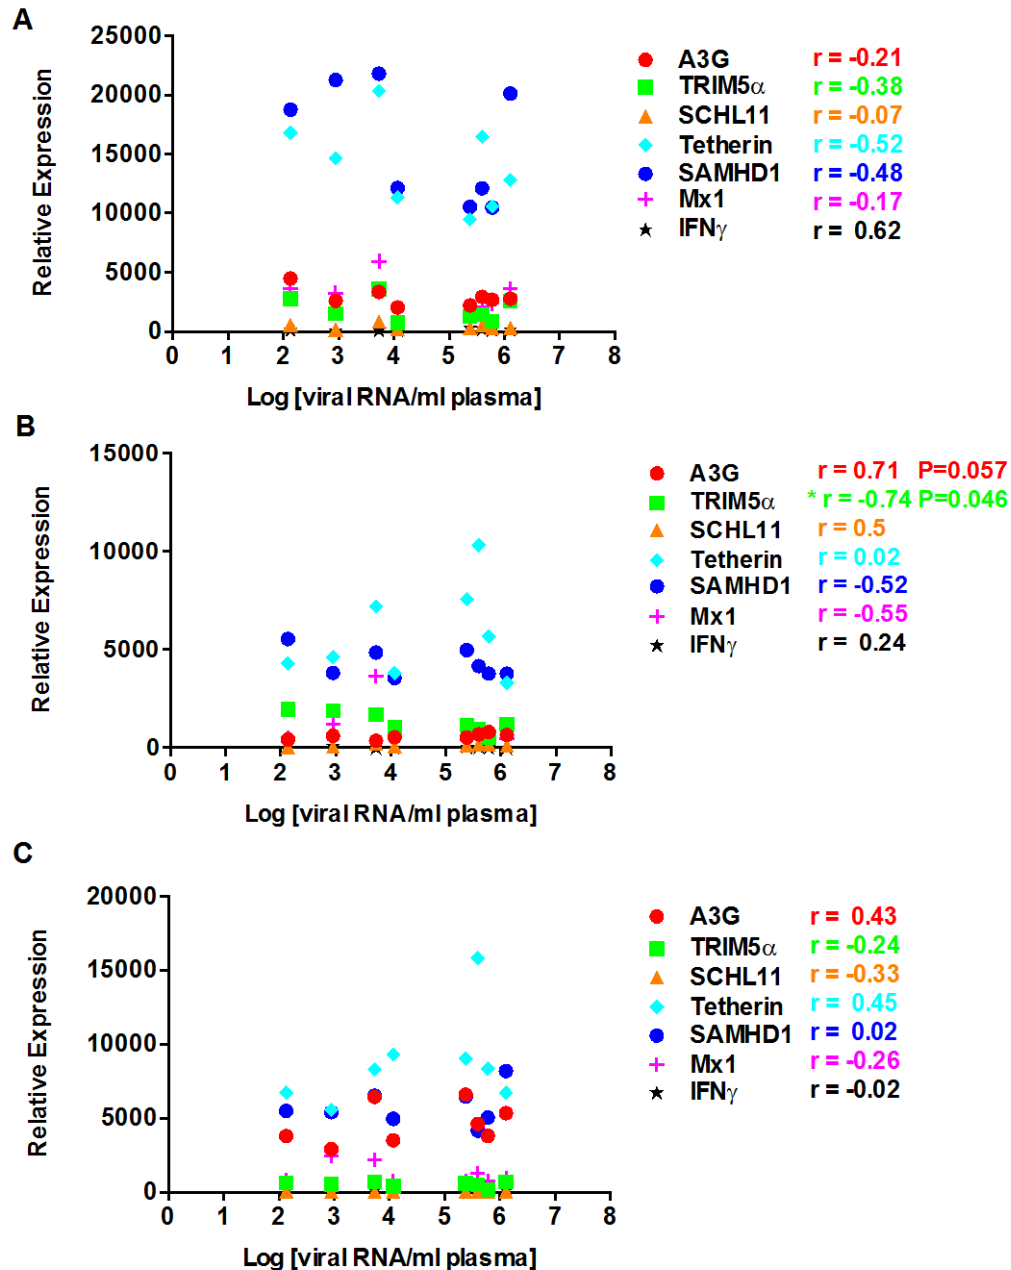 A
25000
20000
15000
10000
5000
0
Relative Expression
0 1 2 3 4 5 6 7 8
Log [viral RNA/ml plasma]
A3G r = -0.21
TRIM5α r = -0.38
SCHL11 r = -0.07
Tetherin r = -0.52
SAMHD1 r = -0.48
Mx1 r = -0.17
IFNγ r = 0.62
B
15000
10000
5000
0
Relative Expression
0 1 2 3 4 5 6 7 8
Log [viral RNA/ml plasma]
A3G r = 0.71 P=0.057
TRIM5α * r = -0.74 P=0.046
SCHL11 r = 0.5
Tetherin r = 0.02
SAMHD1 r = -0.52
Mx1 r = -0.55
IFNγ r = 0.24
C
20000
15000
10000
5000
0
Relative Expression
0 1 2 3 4 5 6 7 8
Log [viral RNA/ml plasma]
A3G r = 0.43
TRIM5α r = -0.24
SCHL11 r = -0.33
Tetherin r = 0.45
SAMHD1 r = 0.02
Mx1 r = -0.26
IFNγ r = -0.02